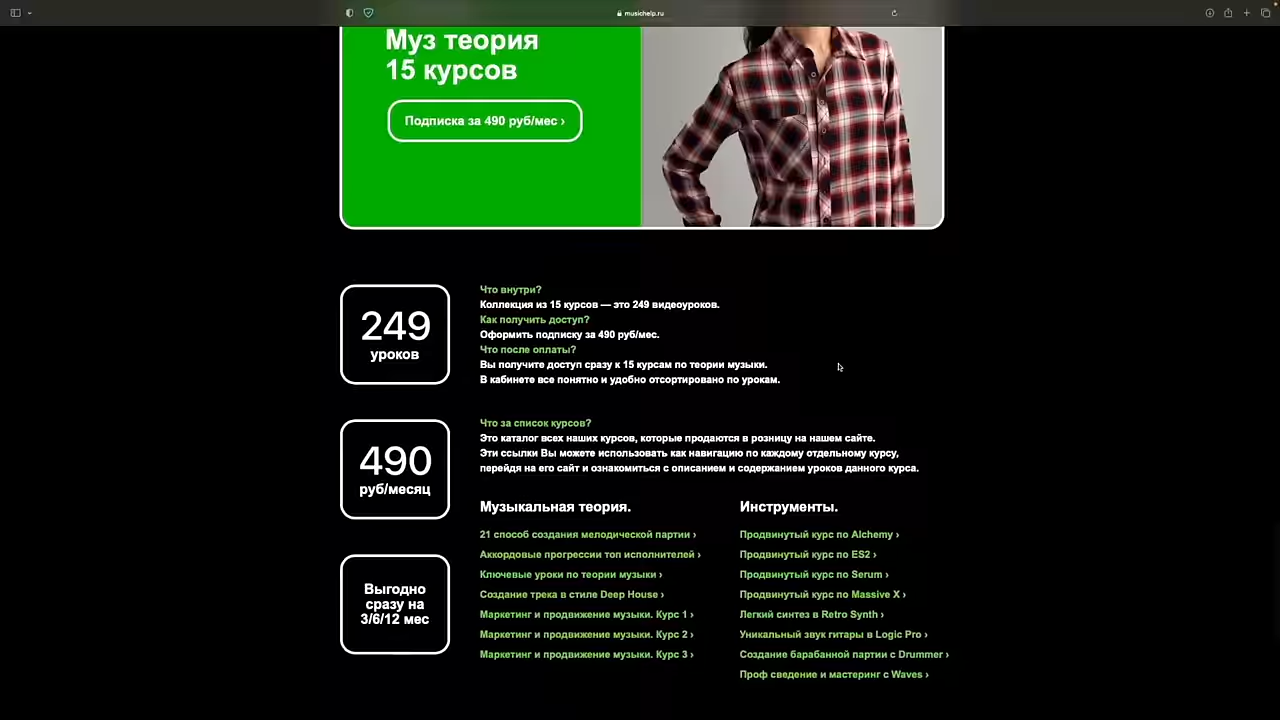 musichelp.ru
Муз теория
15 курсов
Подписка за 490 руб/мес ›
249
уроков
Что внутри?
Коллекция из 15 курсов — это 249 видеоуроков.
Как получить доступ?
Оформить подписку за 490 руб/мес.
Что после оплаты?
Вы получите доступ сразу к 15 курсам по теории музыки.
В кабинете все понятно и удобно отсортировано по урокам.
490
руб/месяц
Что за список курсов?
Это каталог всех наших курсов, которые продаются в розницу на нашем сайте.
Эти ссылки Вы можете использовать как навигацию по каждому отдельному курсу,
перейдя на его сайт и ознакомиться с описанием и содержанием уроков данного курса.
Выгодно
сразу на
3/6/12 мес
Музыкальная теория.
21 способ создания мелодической партии ›
Аккордовые прогрессии топ исполнителей ›
Ключевые уроки по теории музыки ›
Создание трека в стиле Deep House ›
Маркетинг и продвижение музыки. Курс 1 ›
Маркетинг и продвижение музыки. Курс 2 ›
Маркетинг и продвижение музыки. Курс 3 ›
Инструменты.
Продвинутый курс по Alchemy ›
Продвинутый курс по ES2 ›
Продвинутый курс по Serum ›
Продвинутый курс по Massive X ›
Легкий синтез в Retro Synth ›
Уникальный звук гитары в Logic Pro ›
Создание барабанной партии с Drummer ›
Проф сведение и мастеринг с Waves ›